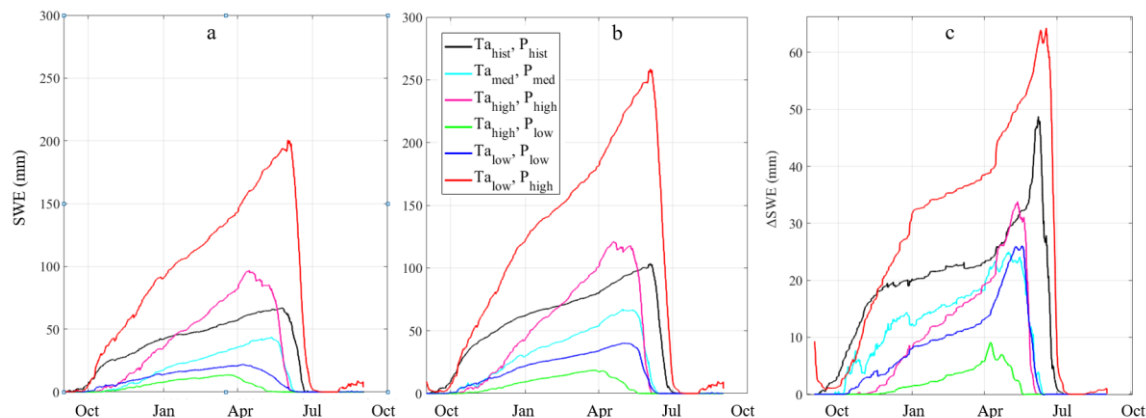 a
300
250
200
150
100
50
0
SWE (mm)
Oct Jan Apr Jul Oct
b
300
250
200
150
100
50
0
Ta_hist, P_hist
Ta_med, P_med
Ta_high, P_high
Ta_high, P_low
Ta_low, P_low
Ta_low, P_high
Oct Jan Apr Jul Oct
c
60
50
40
30
20
10
0
ΔSWE (mm)
Oct Jan Apr Jul Oct